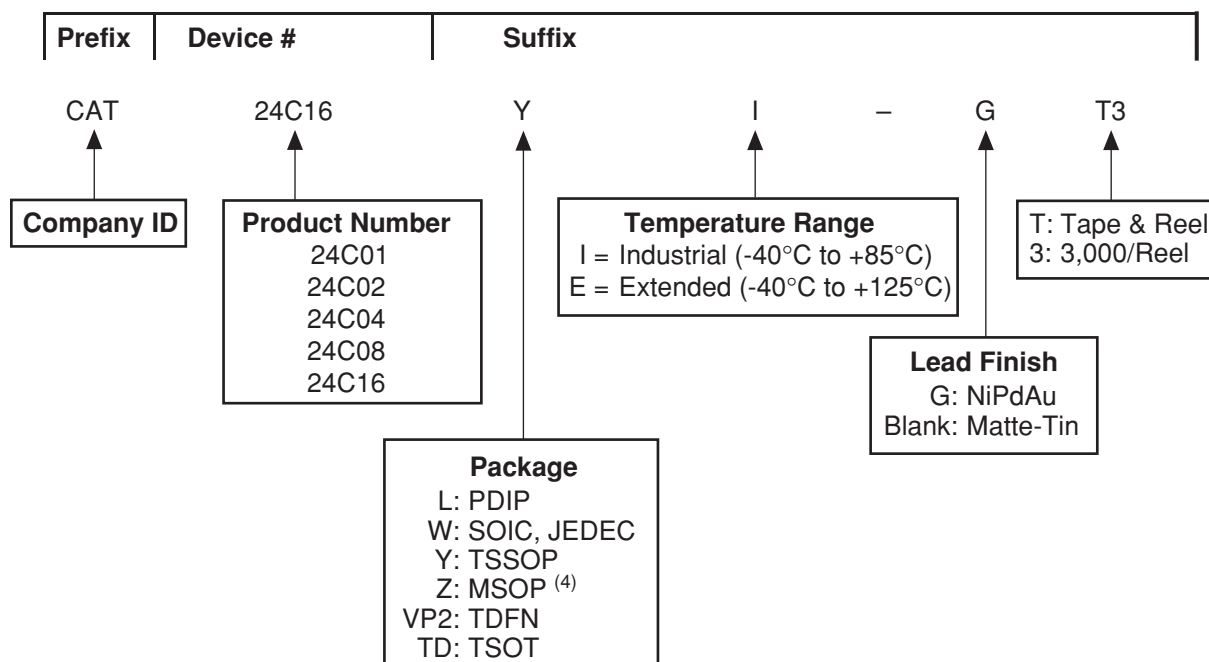 Prefix Device # Suffix
CAT 24C16 Y I – G T3
Company ID
Product Number
24C01
24C02
24C04
24C08
24C16
Temperature Range
I = Industrial (-40°C to +85°C)
E = Extended (-40°C to +125°C)
T: Tape & Reel
3: 3,000/Reel
Lead Finish
G: NiPdAu
Blank: Matte-Tin
Package
L: PDIP
W: SOIC, JEDEC
Y: TSSOP
Z: MSOP (4)
VP2: TDFN
TD: TSOT